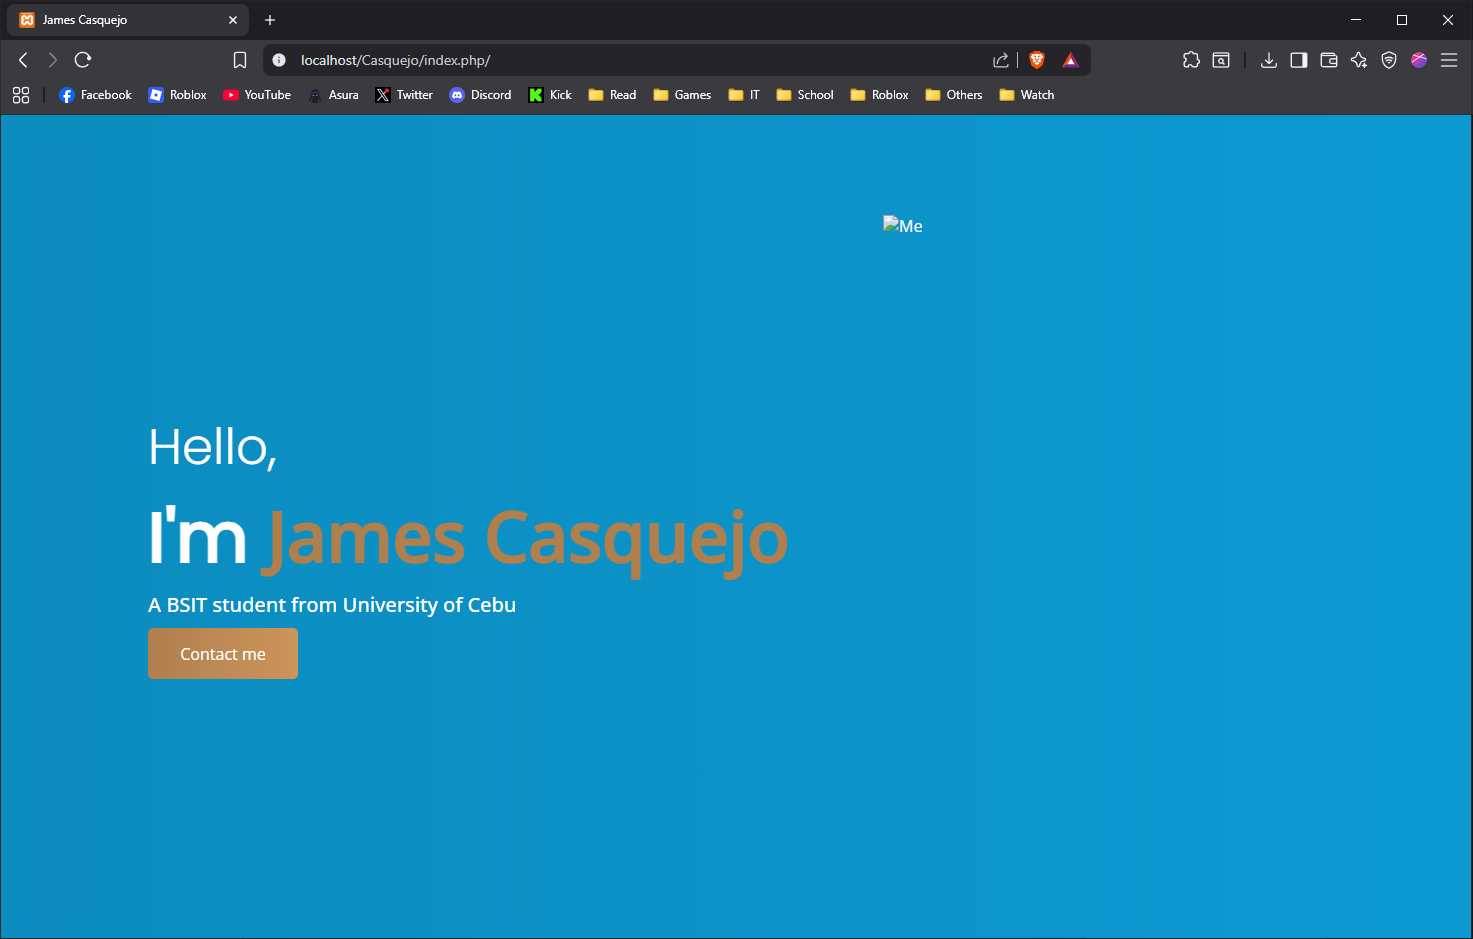 James Casquejo
localhost/Casquejo/index.php/
Facebook Roblox YouTube Asura Twitter Discord Kick Read Games IT School Roblox Others Watch
Me
Hello,
I'm James Casquejo
A BSIT student from University of Cebu
Contact me